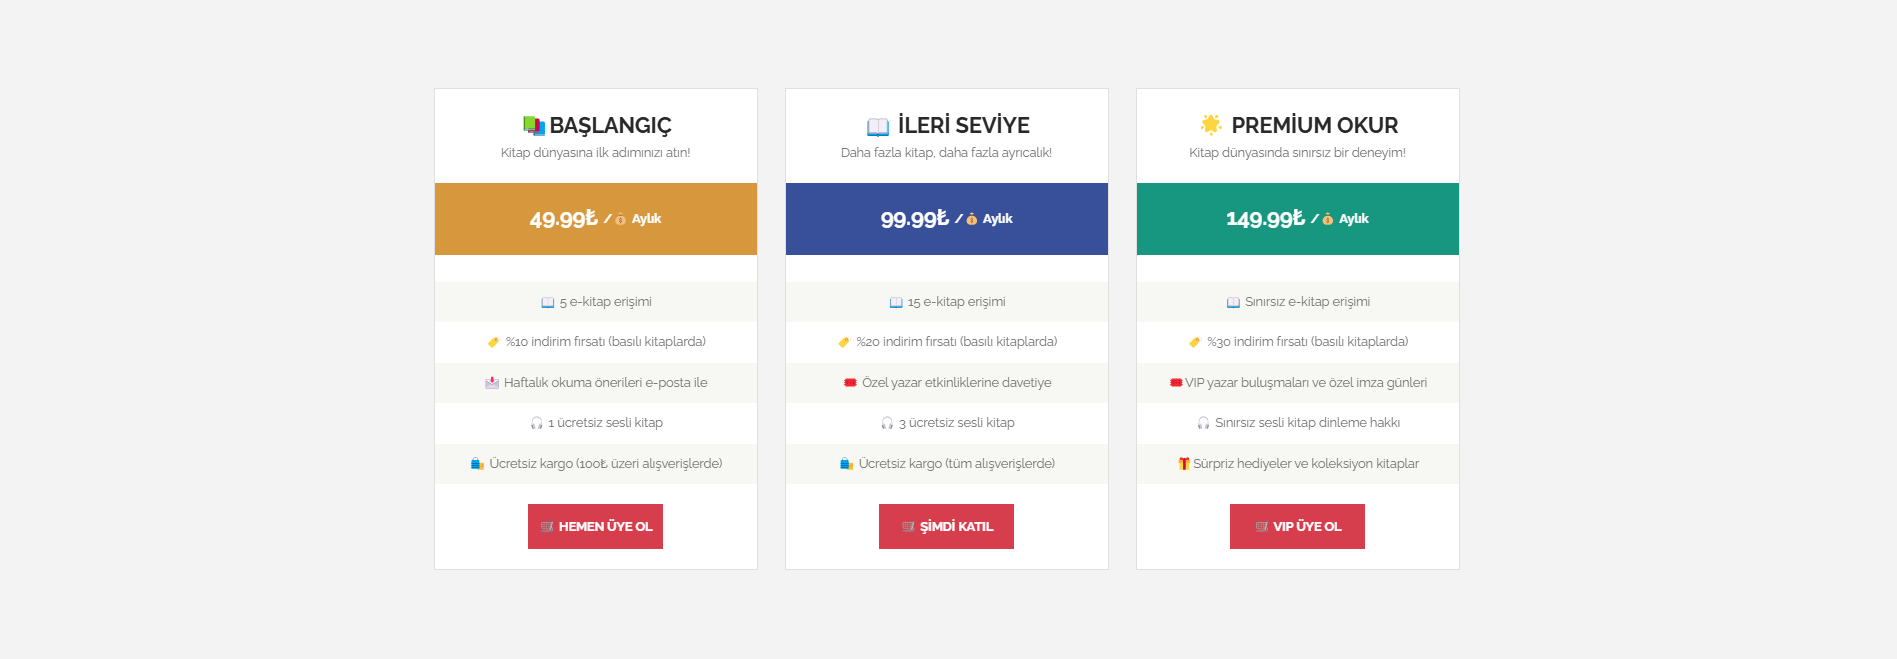 BAŞLANGIÇ
Kitap dünyasına ilk adımınızı atın!
49.99₺ / Aylık
5 e-kitap erişimi
%10 indirim fırsatı (basılı kitaplarda)
Haftalık okuma önerileri e-posta ile
1 ücretsiz sesli kitap
Ücretsiz kargo (100₺ üzeri alışverişlerde)
HEMEN ÜYE OL
İLERİ SEVİYE
Daha fazla kitap, daha fazla ayrıcalık!
99.99₺ / Aylık
15 e-kitap erişimi
%20 indirim fırsatı (basılı kitaplarda)
Özel yazar etkinliklerine davetiye
3 ücretsiz sesli kitap
Ücretsiz kargo (tüm alışverişlerde)
ŞİMDİ KATIL
PREMİUM OKUR
Kitap dünyasında sınırsız bir deneyim!
149.99₺ / Aylık
Sınırsız e-kitap erişimi
%30 indirim fırsatı (basılı kitaplarda)
VIP yazar buluşmaları ve özel imza günleri
Sınırsız sesli kitap dinleme hakkı
Sürpriz hediyeler ve koleksiyon kitaplar
VIP ÜYE OL